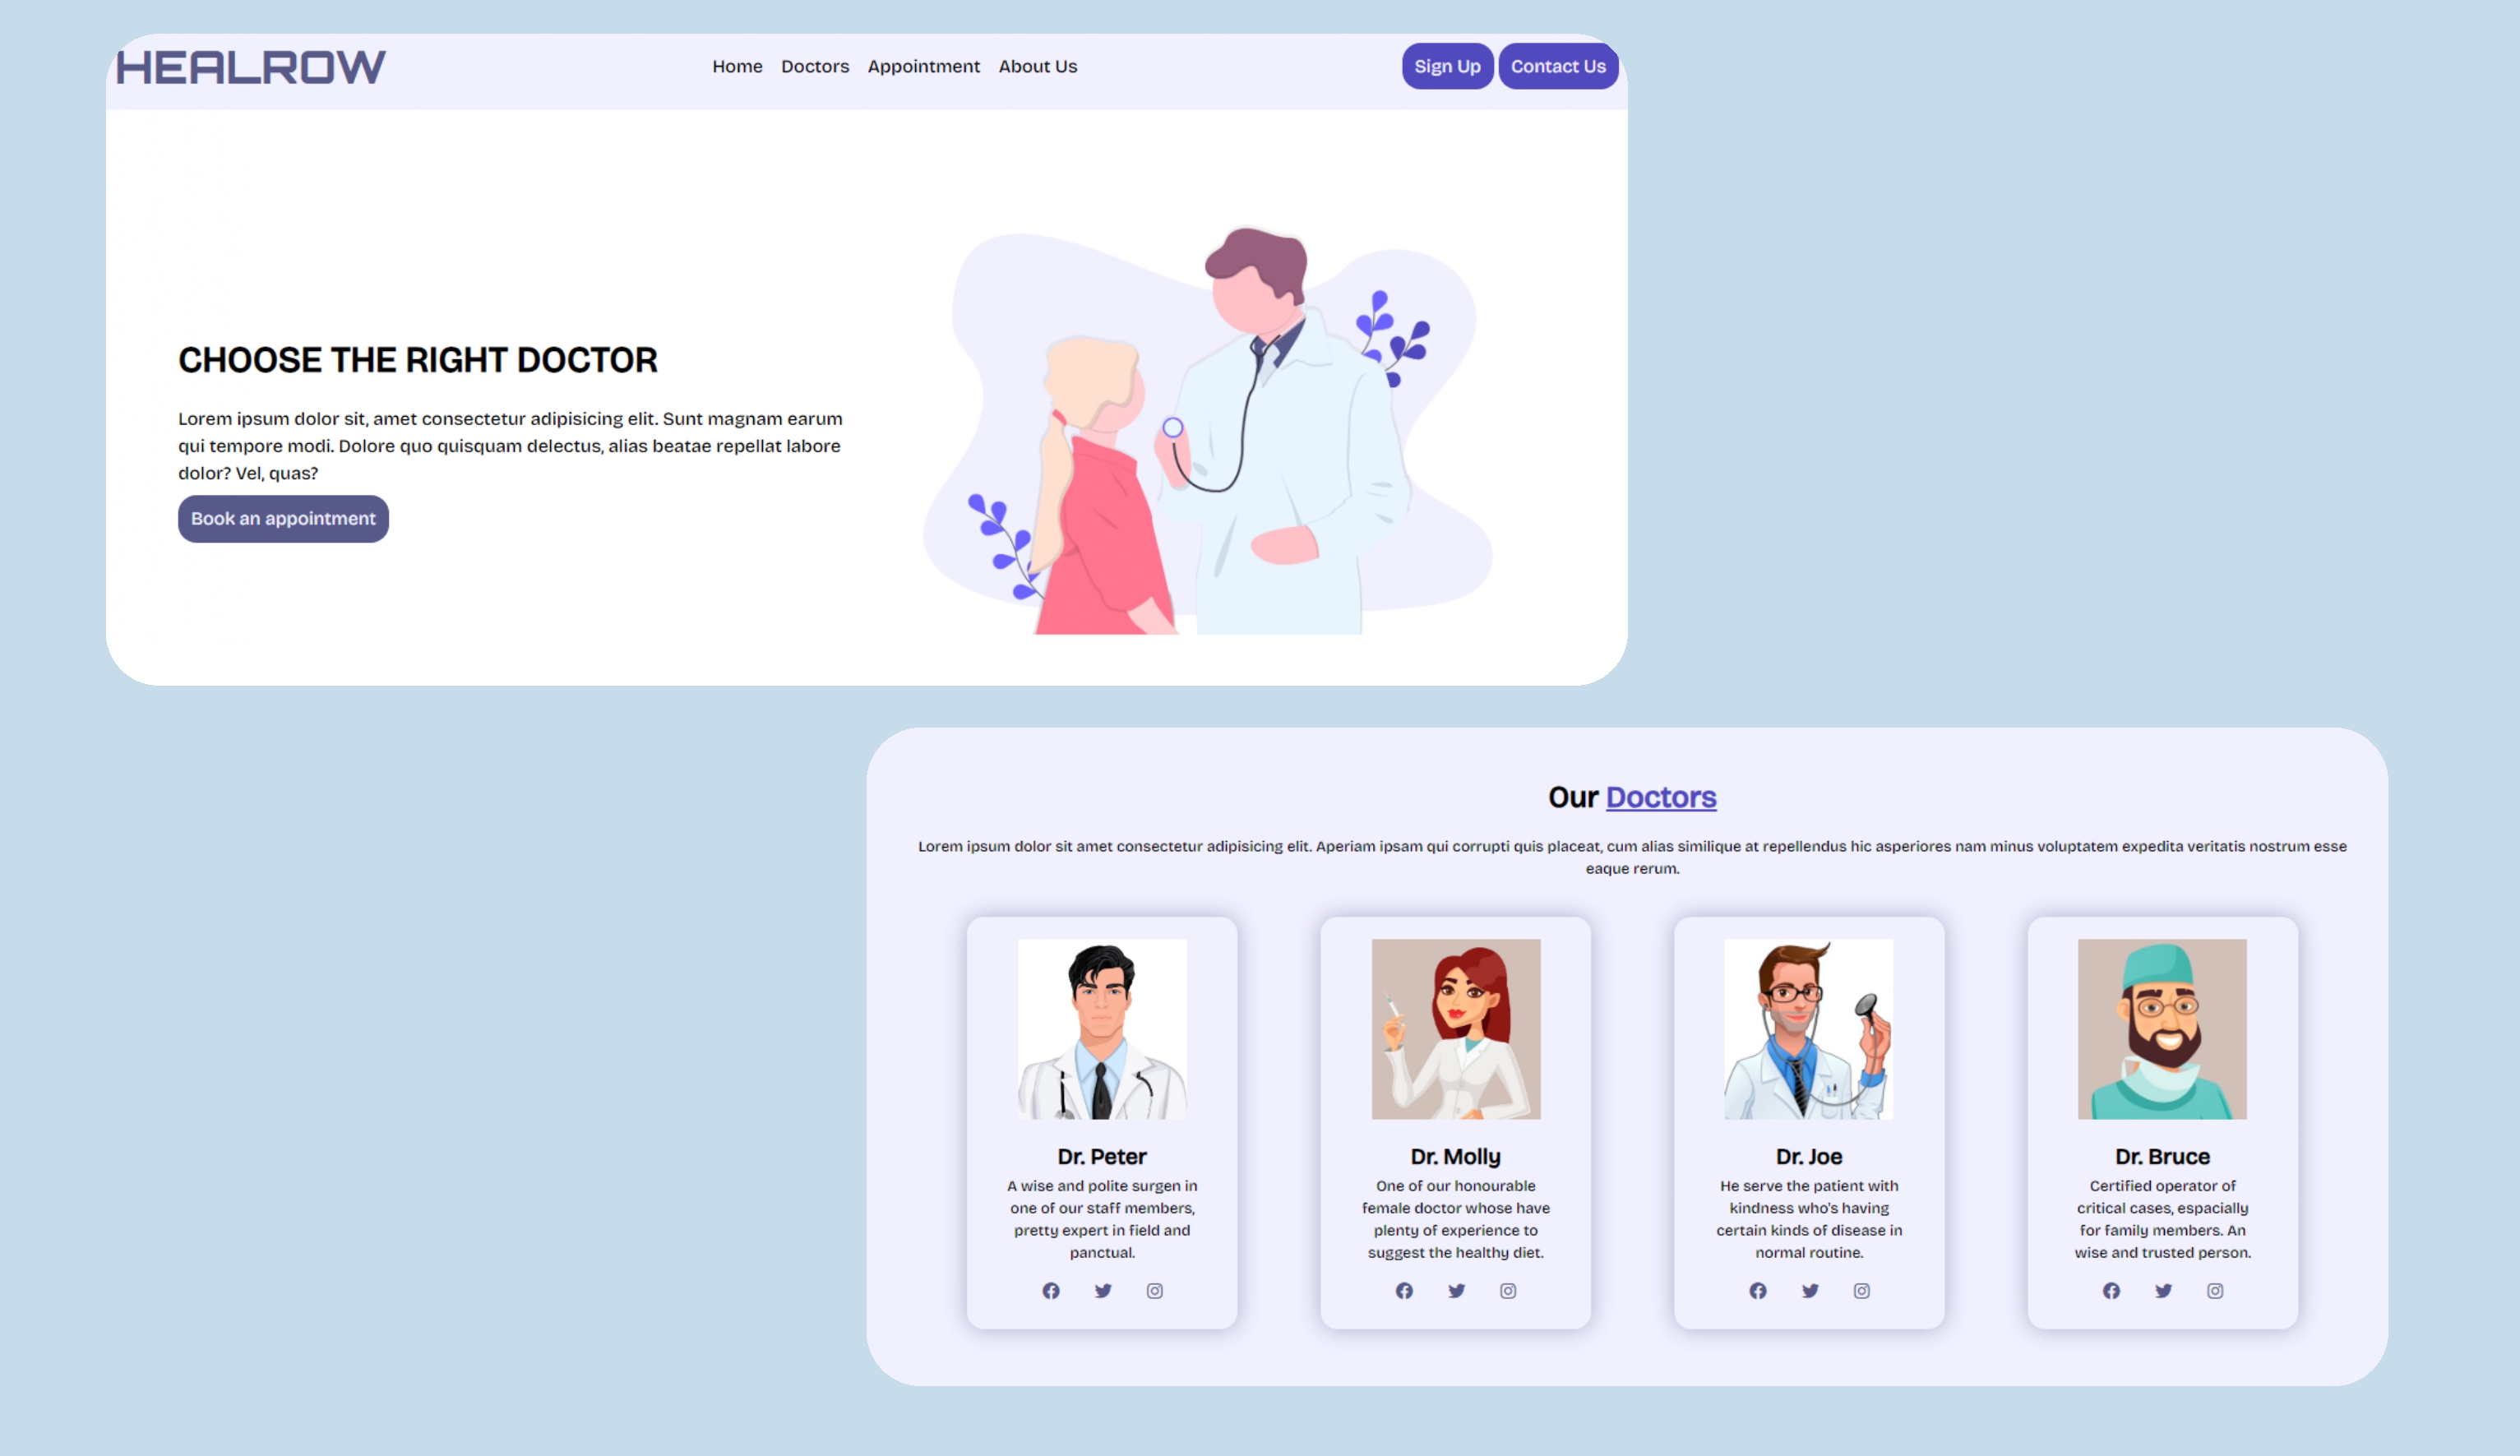 HEALROW
Home Doctors Appointment About Us
Sign Up Contact Us
CHOOSE THE RIGHT DOCTOR
Lorem ipsum dolor sit, amet consectetur adipisicing elit. Sunt magnam earum
qui tempore modi. Dolore quo quisquam delectus, alias beatae repellat labore
dolor? Vel, quas?
Book an appointment
Our Doctors
Lorem ipsum dolor sit amet consectetur adipisicing elit. Aperiam ipsam qui corrupti quis placeat, cum alias similique at repellendus hic asperiores nam minus voluptatem expedita veritatis nostrum esse
eaque rerum.
Dr. Peter
A wise and polite surgen in
one of our staff members,
pretty expert in field and
panctual.
Dr. Molly
One of our honourable
female doctor whose have
plenty of experience to
suggest the healthy diet.
Dr. Joe
He serve the patient with
kindness who's having
certain kinds of disease in
normal routine.
Dr. Bruce
Certified operator of
critical cases, espacially
for family members. An
wise and trusted person.